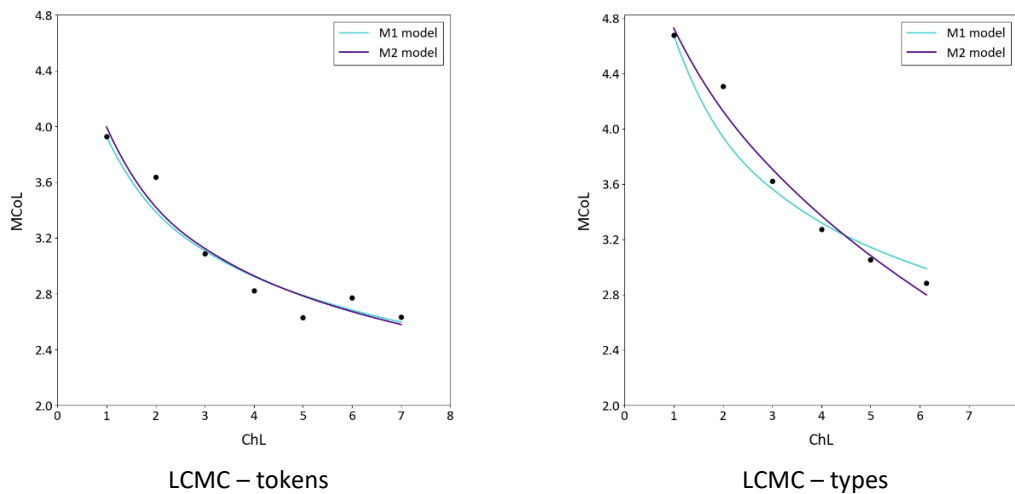 4.8
4.4
4.0
3.6
3.2
2.8
2.4
2.0
MCoL
0 1 2 3 4 5 6 7 8
ChL
M1 model
M2 model
LCMC – tokens
4.8
4.4
4.0
3.6
3.2
2.8
2.4
2.0
MCoL
0 1 2 3 4 5 6 7
ChL
M1 model
M2 model
LCMC – types